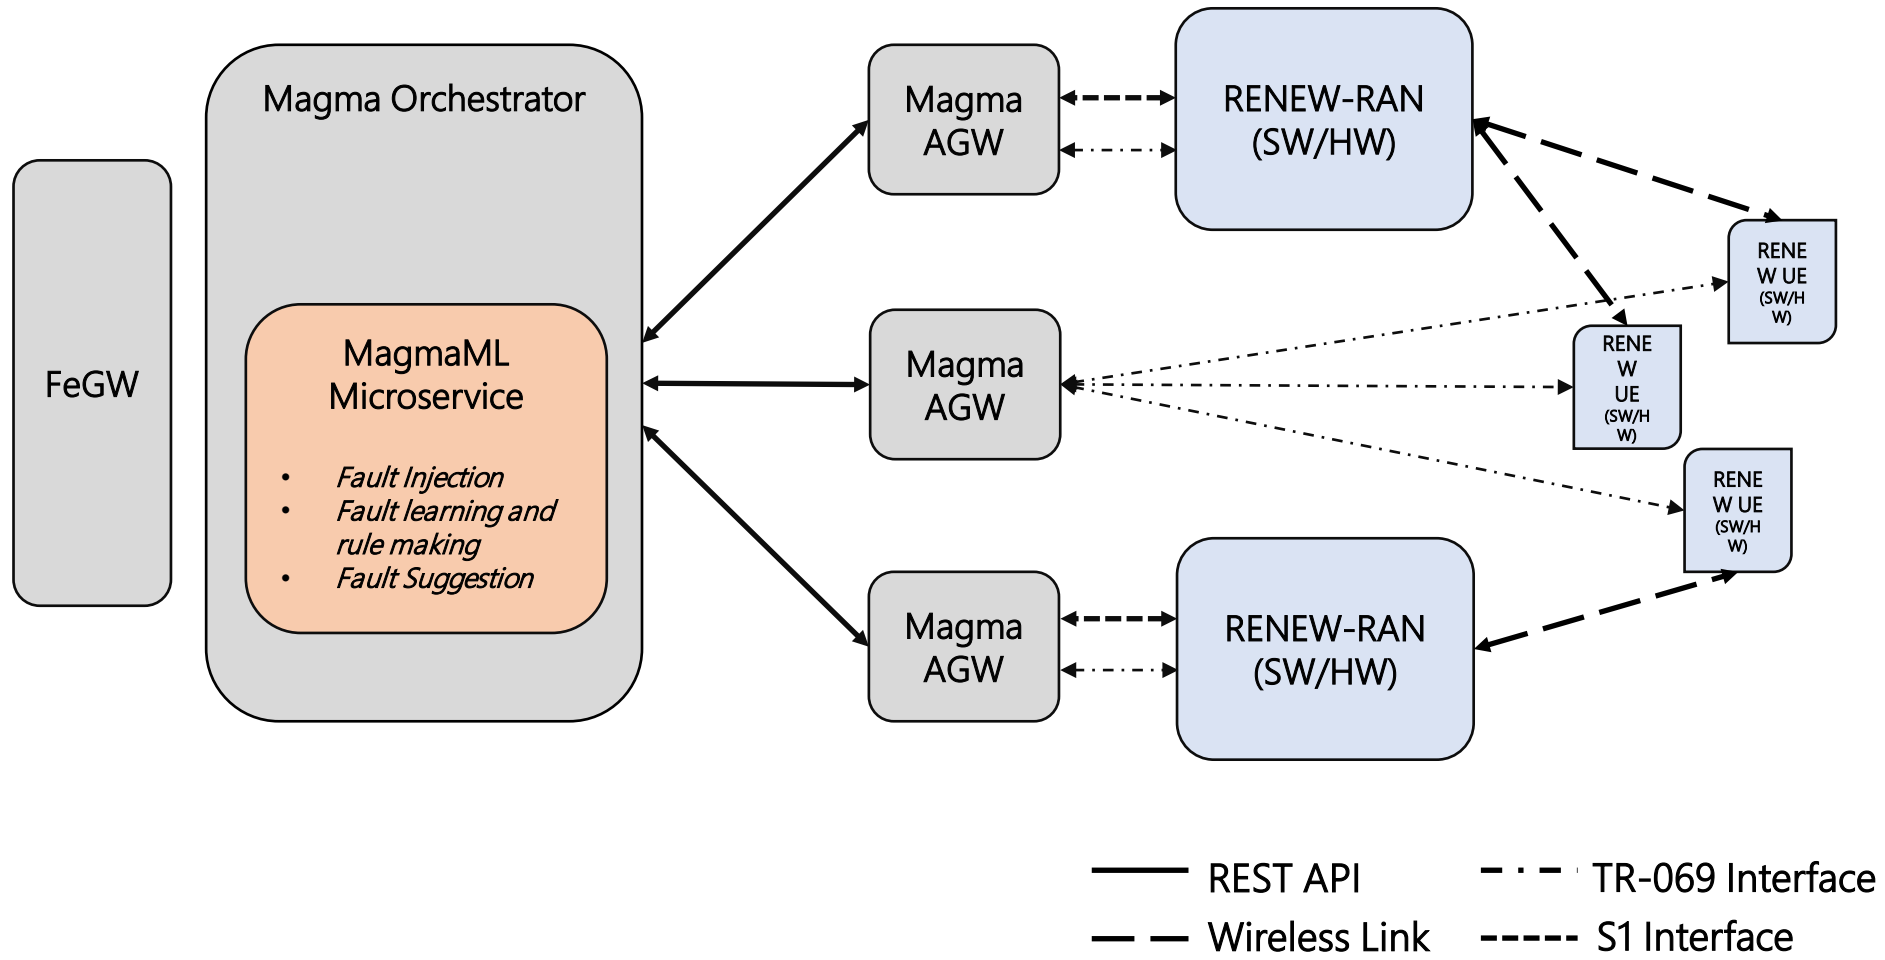 FeGW
Magma Orchestrator
MagmaML
Microservice
• Fault Injection
• Fault learning and
rule making
• Fault Suggestion
Magma
AGW
Magma
AGW
Magma
AGW
RENEW-RAN
(SW/HW)
RENEW-RAN
(SW/HW)
RENE
W UE
(SW/H
W)
RENE
W
UE
(SW/H
W)
RENE
W UE
(SW/H
W)
REST API
TR-069 Interface
Wireless Link
S1 Interface